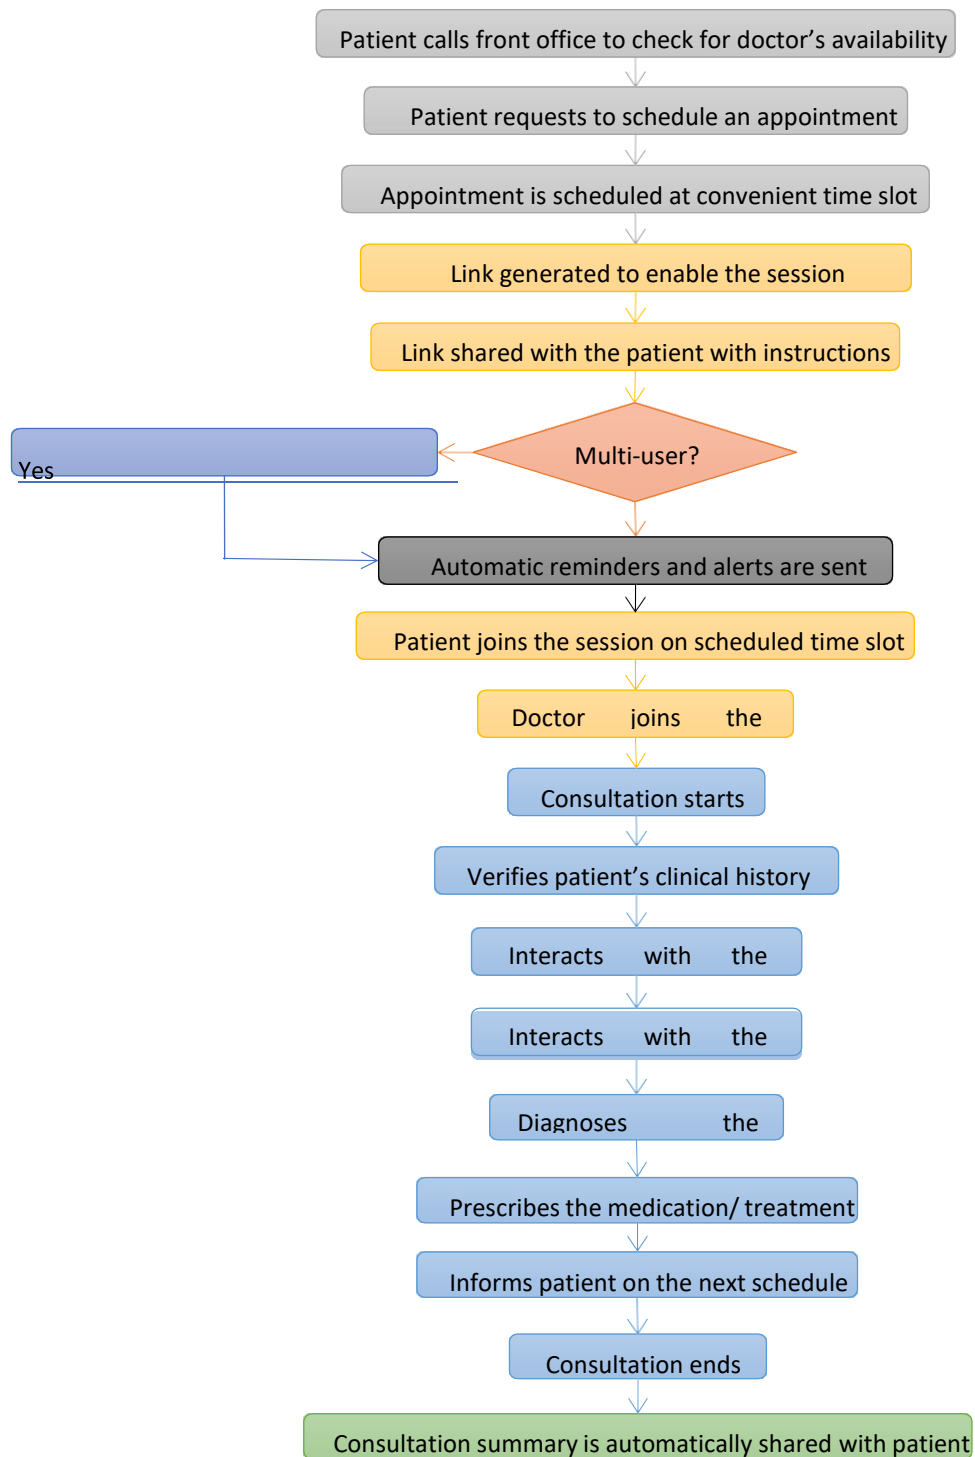 Patient calls front office to check for doctor’s availability
Patient requests to schedule an appointment
Appointment is scheduled at convenient time slot
Link generated to enable the session
Link shared with the patient with instructions
Multi-user?
Yes
Automatic reminders and alerts are sent
Patient joins the session on scheduled time slot
Doctor joins the
Consultation starts
Verifies patient’s clinical history
Interacts with the
Interacts with the
Diagnoses the
Prescribes the medication/ treatment
Informs patient on the next schedule
Consultation ends
Consultation summary is automatically shared with patient